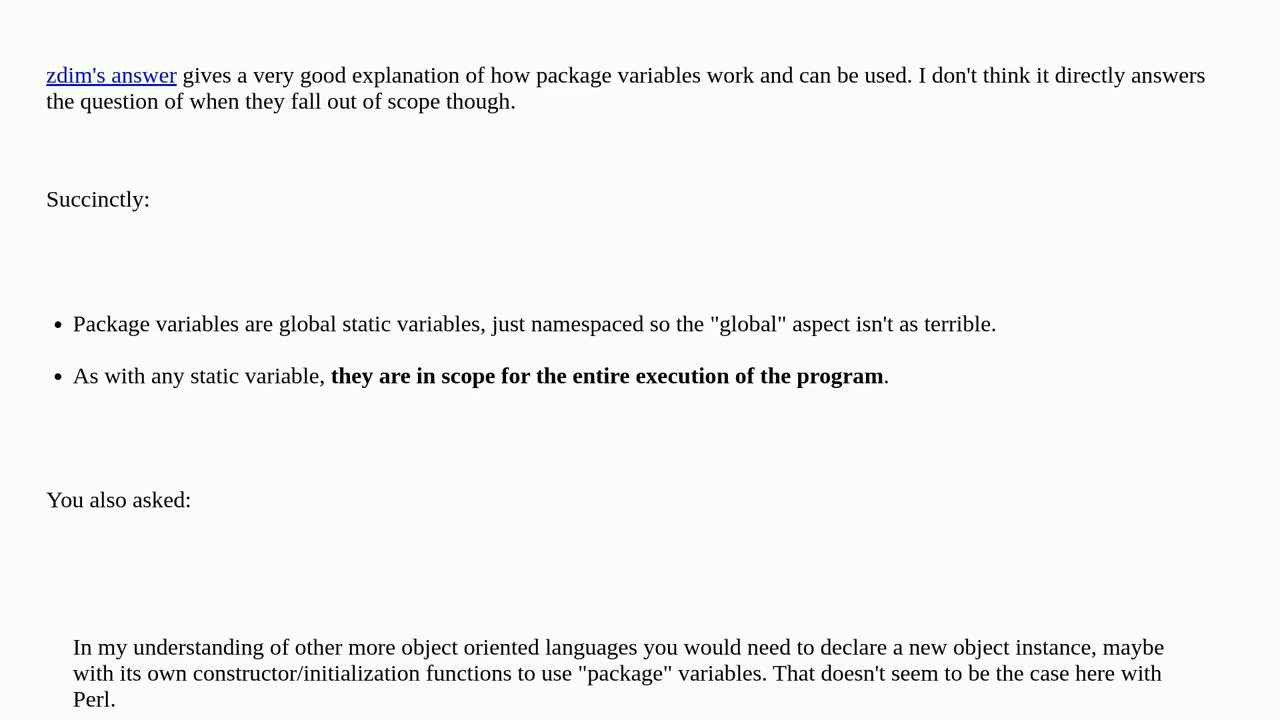 zdim's answer gives a very good explanation of how package variables work and can be used. I don't think it directly answers
the question of when they fall out of scope though.
Succinctly:
• Package variables are global static variables, just namespaced so the "global" aspect isn't as terrible.
• As with any static variable, they are in scope for the entire execution of the program.
You also asked:
In my understanding of other more object oriented languages you would need to declare a new object instance, maybe
with its own constructor/initialization functions to use "package" variables. That doesn't seem to be the case here with
Perl.